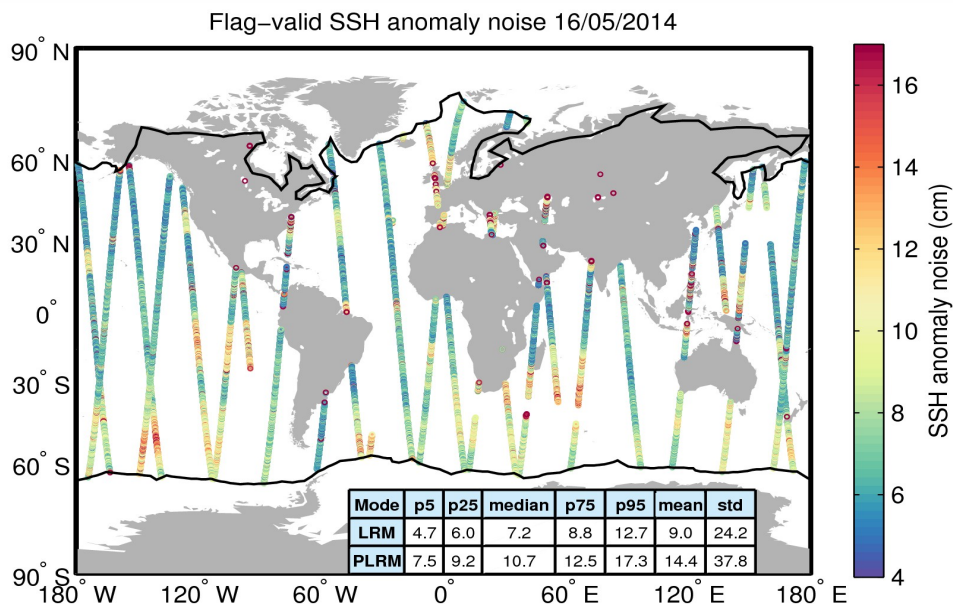 Flag−valid SSH anomaly noise 16/05/2014
90° N
60° N
30° N
0°
30° S
60° S
90° S
180° W
120° W
60° W
0°
60° E
120° E
180° E
Mode p5 p25 median p75 p95 mean std
LRM 4.7 6.0 7.2 8.8 12.7 9.0 24.2
PLRM 7.5 9.2 10.7 12.5 17.3 14.4 37.8
16
14
12
10
8
6
4
SSH anomaly noise (cm)